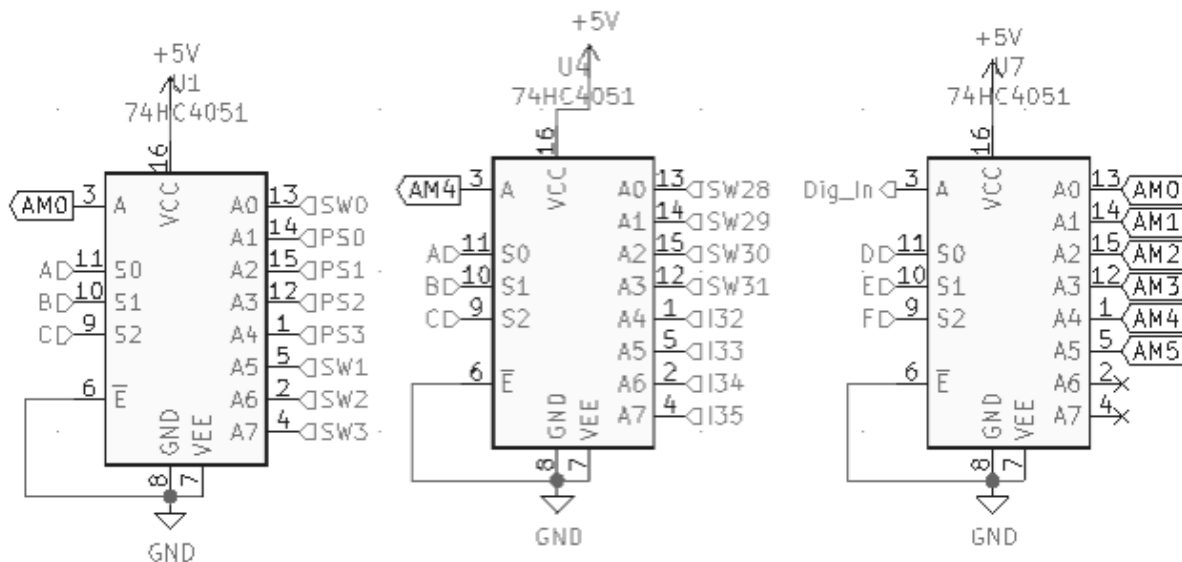 +5V
U1
74HC4051
16
VCC
AM0
3
A
A0
13
SW0
A1
14
PS0
A
11
S0
A2
15
PS1
B
10
S1
A3
12
PS2
C
9
S2
A4
1
PS3
A5
5
SW1
6
E
A6
2
SW2
A7
4
SW3
GND
VEE
8
7
GND
+5V
U4
74HC4051
16
VCC
AM4
3
A
A0
13
SW28
A1
14
SW29
A
11
S0
A2
15
SW30
B
10
S1
A3
12
SW31
C
9
S2
A4
1
I32
A5
5
I33
6
E
A6
2
I34
A7
4
I35
GND
VEE
8
7
GND
+5V
U7
74HC4051
16
VCC
Dig_In
3
A
A0
13
AM0
A1
14
AM1
D
11
S0
A2
15
AM2
E
10
S1
A3
12
AM3
F
9
S2
A4
1
AM4
A5
5
AM5
6
E
A6
2
A7
4
GND
VEE
8
7
GND